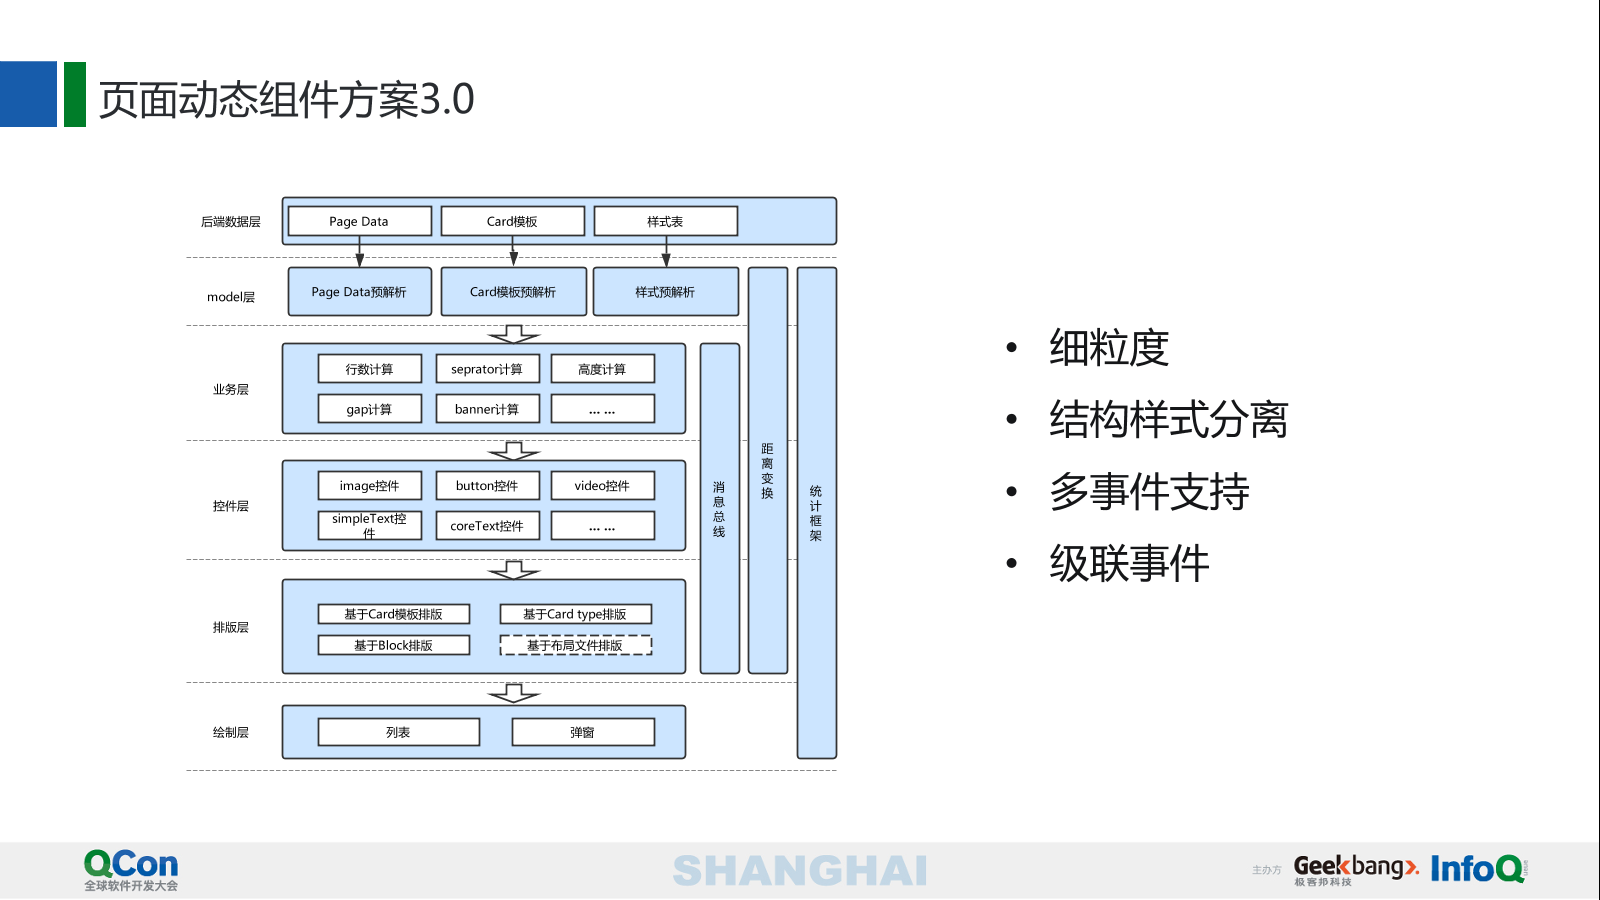 页面动态组件方案3.0
后端数据层
Page Data
Card模板
样式表
model层
Page Data预解析
Card模板预解析
样式预解析
业务层
行数计算
seprator计算
高度计算
gap计算
banner计算
... ...
控件层
image控件
button控件
video控件
simpleText控
件
coreText控件
... ...
排版层
基于Card模板排版
基于Card type排版
基于Block排版
基于布局文件排版
绘制层
列表
弹窗
消息总线
距离变换
统计框架
• 细粒度
• 结构样式分离
• 多事件支持
• 级联事件
QCon
全球软件开发大会
SHANGHAI
主办方
Geekbang>.
极客邦科技
InfoQ